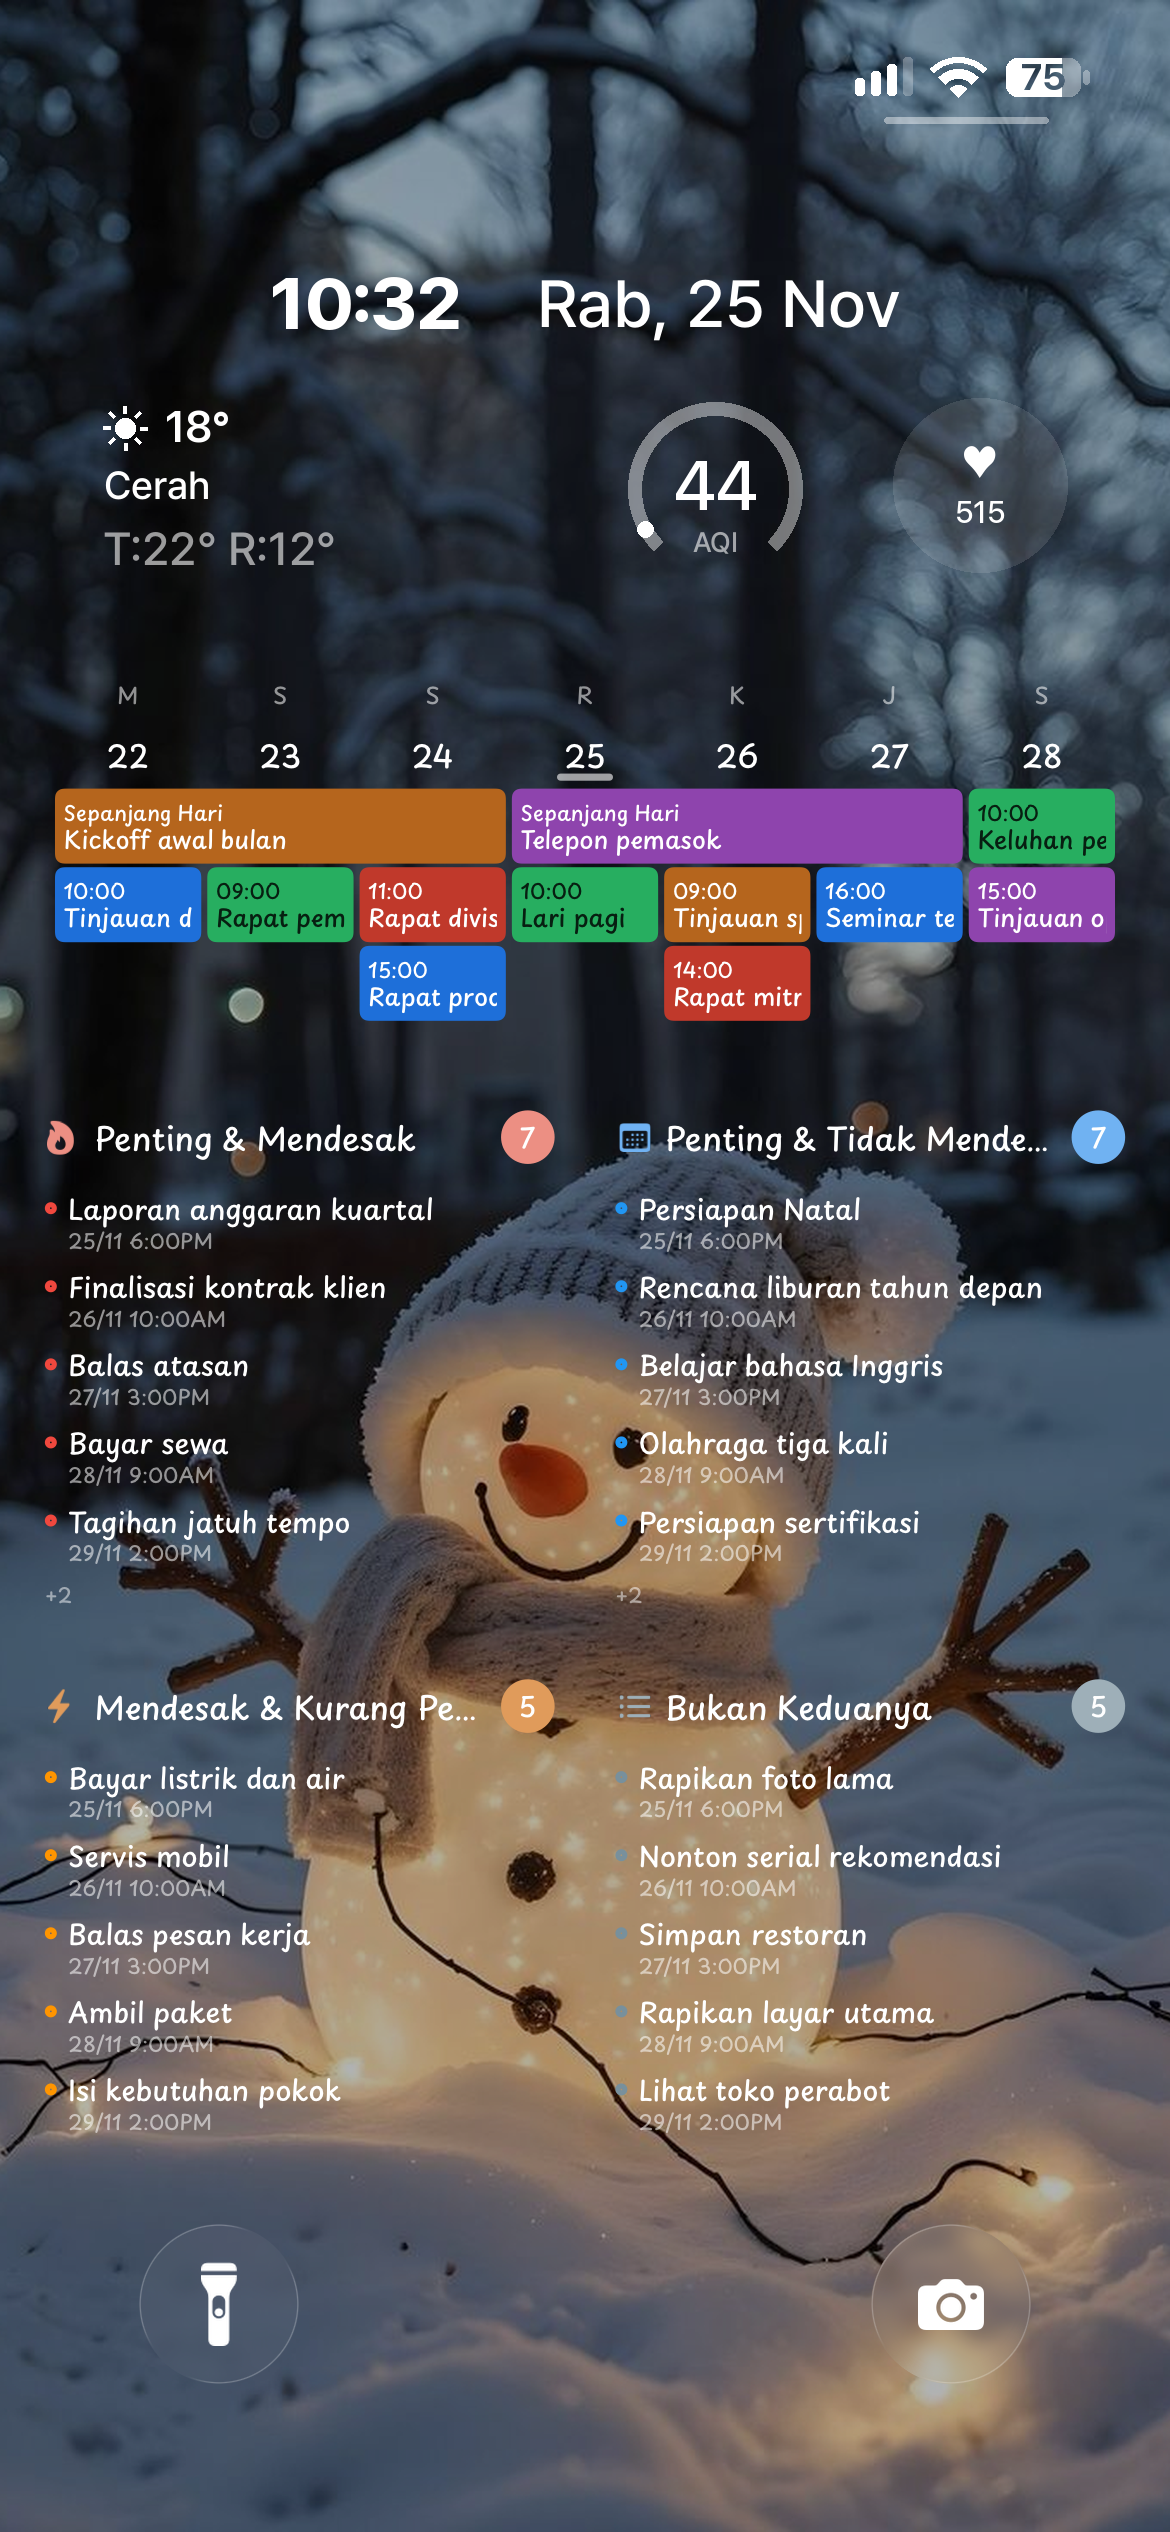 75
10:32 Rab, 25 Nov
18°
Cerah
T:22° R:12°
44
AQI
515
M S S R K J S
22 23 24 25 26 27 28
Sepanjang Hari
Kickoff awal bulan
Sepanjang Hari
Telepon pemasok
10:00
Keluhan pe
10:00
Tinjauan d
09:00
Rapat pem
11:00
Rapat divis
10:00
Lari pagi
09:00
Tinjauan s
16:00
Seminar te
15:00
Tinjauan o
15:00
Rapat proc
14:00
Rapat mitr
Penting & Mendesak 7
Laporan anggaran kuartal
25/11 6:00PM
Finalisasi kontrak klien
26/11 10:00AM
Balas atasan
27/11 3:00PM
Bayar sewa
28/11 9:00AM
Tagihan jatuh tempo
29/11 2:00PM
+2
Penting & Tidak Mende... 7
Persiapan Natal
25/11 6:00PM
Rencana liburan tahun depan
26/11 10:00AM
Belajar bahasa Inggris
27/11 3:00PM
Olahraga tiga kali
28/11 9:00AM
Persiapan sertifikasi
29/11 2:00PM
+2
Mendesak & Kurang Pe... 5
Bayar listrik dan air
25/11 6:00PM
Servis mobil
26/11 10:00AM
Balas pesan kerja
27/11 3:00PM
Ambil paket
28/11 9:00AM
Isi kebutuhan pokok
29/11 2:00PM
Bukan Keduanya 5
Rapikan foto lama
25/11 6:00PM
Nonton serial rekomendasi
26/11 10:00AM
Simpan restoran
27/11 3:00PM
Rapikan layar utama
28/11 9:00AM
Lihat toko perabot
29/11 2:00PM